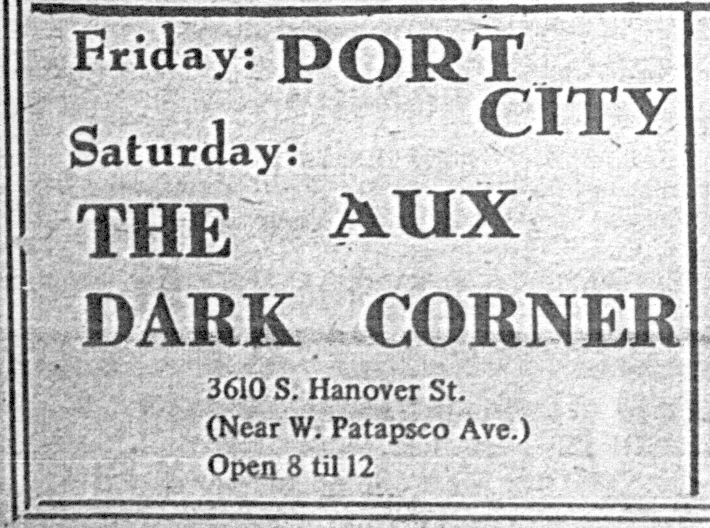 Friday: PORT
CITY
Saturday:
THE AUX
DARK CORNER
3610 S. Hanover St.
(Near W. Patapsco Ave.)
Open 8 til 12